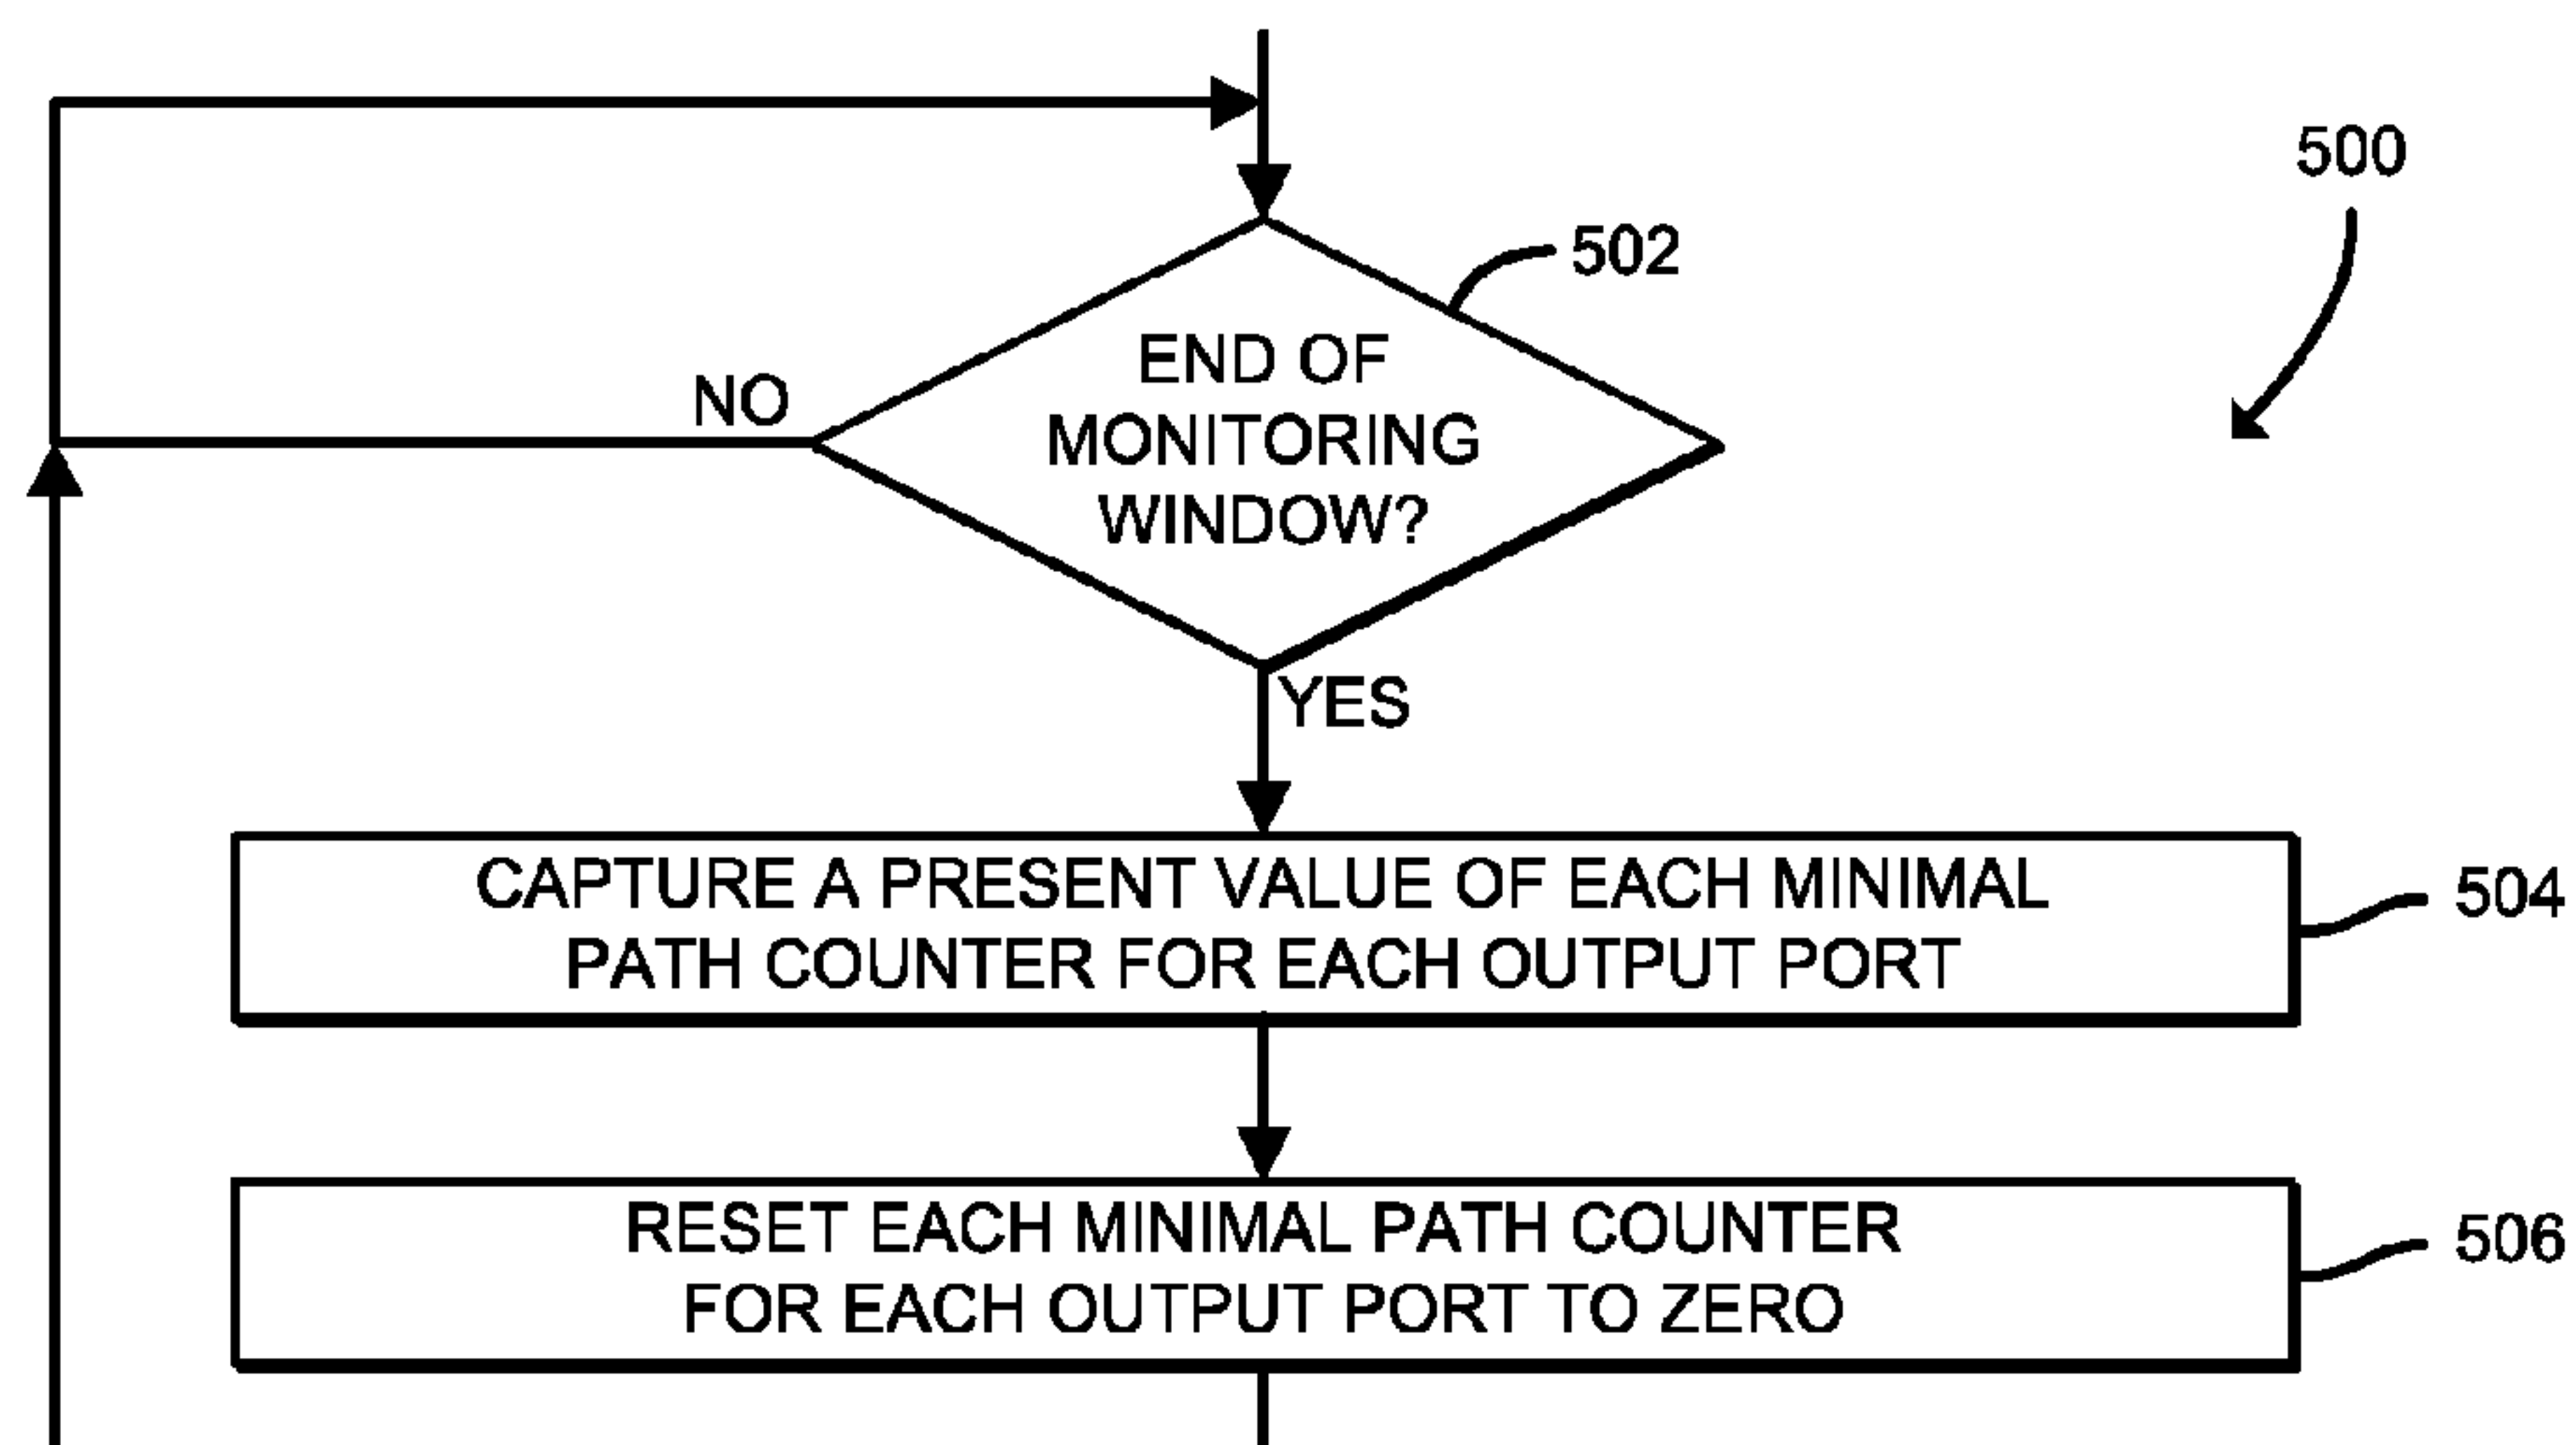 500
502
END OF
MONITORING
WINDOW?
NO
YES
CAPTURE A PRESENT VALUE OF EACH MINIMAL
PATH COUNTER FOR EACH OUTPUT PORT
504
RESET EACH MINIMAL PATH COUNTER
FOR EACH OUTPUT PORT TO ZERO
506